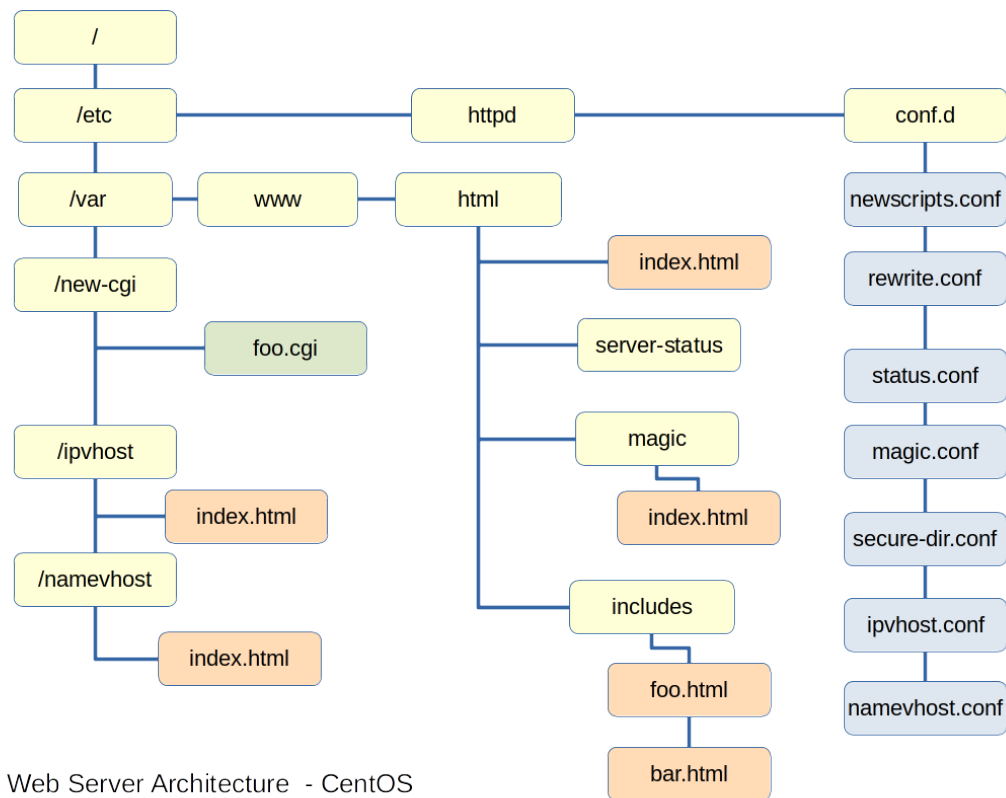 /
/etc
httpd
conf.d
/var
www
html
newscripts.conf
/new-cgi
index.html
rewrite.conf
foo.cgi
server-status
status.conf
/ipvhost
magic
magic.conf
index.html
index.html
secure-dir.conf
/namevhost
includes
ipvhost.conf
index.html
foo.html
namevhost.conf
bar.html
Web Server Architecture - CentOS